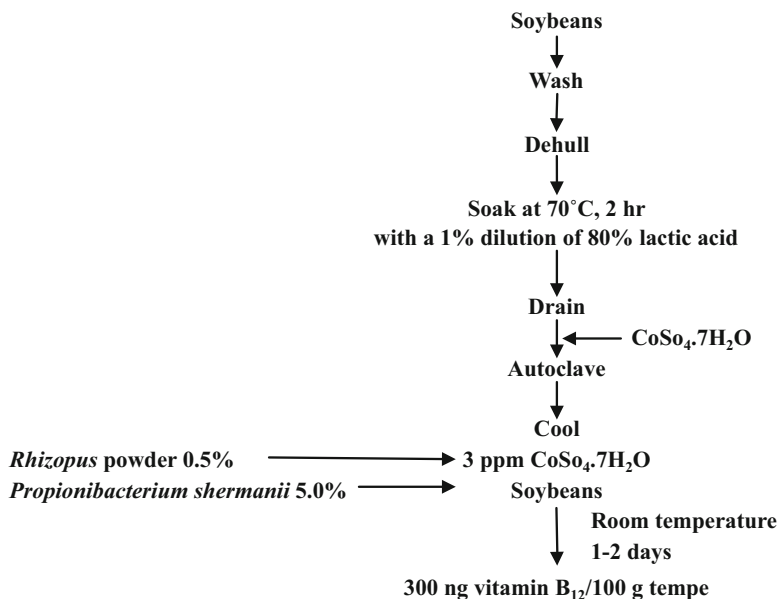 Soybeans
Wash
Dehull
Soak at 70˚C, 2 hr
with a 1% dilution of 80% lactic acid
Drain
CoSo₄.7H₂O
Autoclave
Cool
Rhizopus powder 0.5%
3 ppm CoSo₄.7H₂O
Propionibacterium shermanii 5.0%
Soybeans
Room temperature
1-2 days
300 ng vitamin B₁₂/100 g tempe